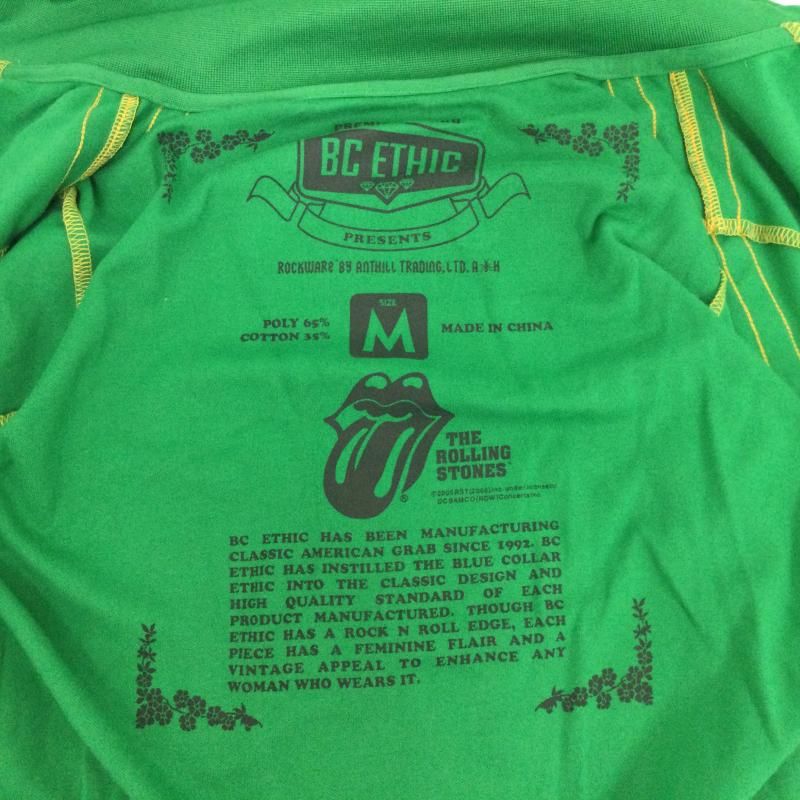 BC ETHIC
PRESENTS
ROCKWARE BY ANTHILL TRADING, LTD.
SIZE
M
POLY 65%
COTTON 35%
MADE IN CHINA
THE
ROLLING
STONES
®
BC ETHIC HAS BEEN MANUFACTURING
CLASSIC AMERICAN GRAB SINCE 1992. BC
ETHIC HAS INSTILLED THE BLUE COLLAR
ETHIC INTO THE CLASSIC DESIGN AND
HIGH QUALITY STANDARD OF EACH
PRODUCT MANUFACTURED. THOUGH BC
ETHIC HAS A ROCK N ROLL EDGE, EACH
PIECE HAS A FEMININE FLAIR AND A
VINTAGE APPEAL TO ENHANCE ANY
WOMAN WHO WEARS IT.